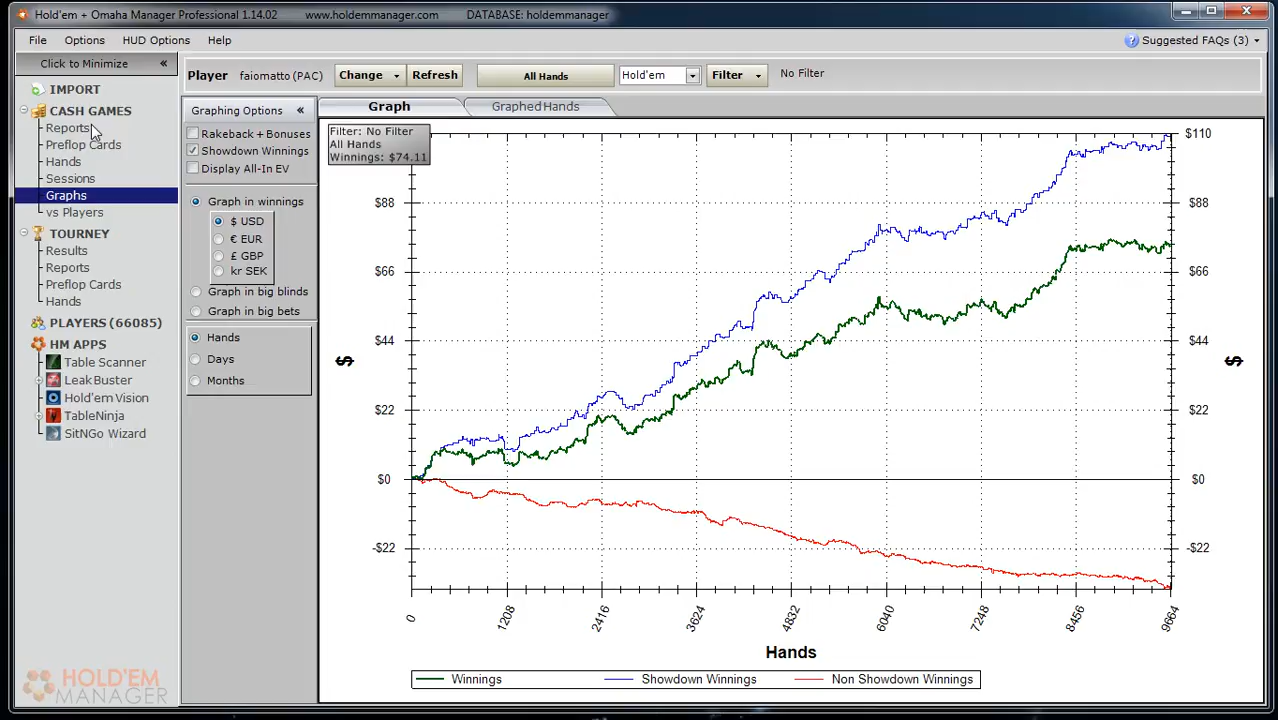 Hold'em + Omaha Manager Professional 1.14.02 www.holdemmanager.com DATABASE: holdemmanager
File Options HUD Options Help Suggested FAQs (3)
Click to Minimize «
Player faiomatto (PAC) Change Refresh All Hands Hold'em Filter No Filter
IMPORT
CASH GAMES
Reports
Preflop Cards
Hands
Sessions
Graphs
vs Players
TOURNEY
Results
Reports
Preflop Cards
Hands
PLAYERS (66085)
HM APPS
Table Scanner
Leak Buster
Hold'em Vision
TableNinja
SitNGo Wizard
HOLD'EM
MANAGER
Graphing Options «
Rakeback + Bonuses
Showdown Winnings
Display All-In EV
Graph in winnings
$ USD
€ EUR
£ GBP
kr SEK
Graph in big blinds
Graph in big bets
Hands
Days
Months
Graph Graphed Hands
Filter: No Filter
All Hands
Winnings: $74.11
$110
$88 $88
$66 $66
$44 $44
$ $
$22 $22
$0 $0
-$22 -$22
0 1208 2416 3624 4832 6040 7248 8456 9664
Hands
Winnings Showdown Winnings Non Showdown Winnings